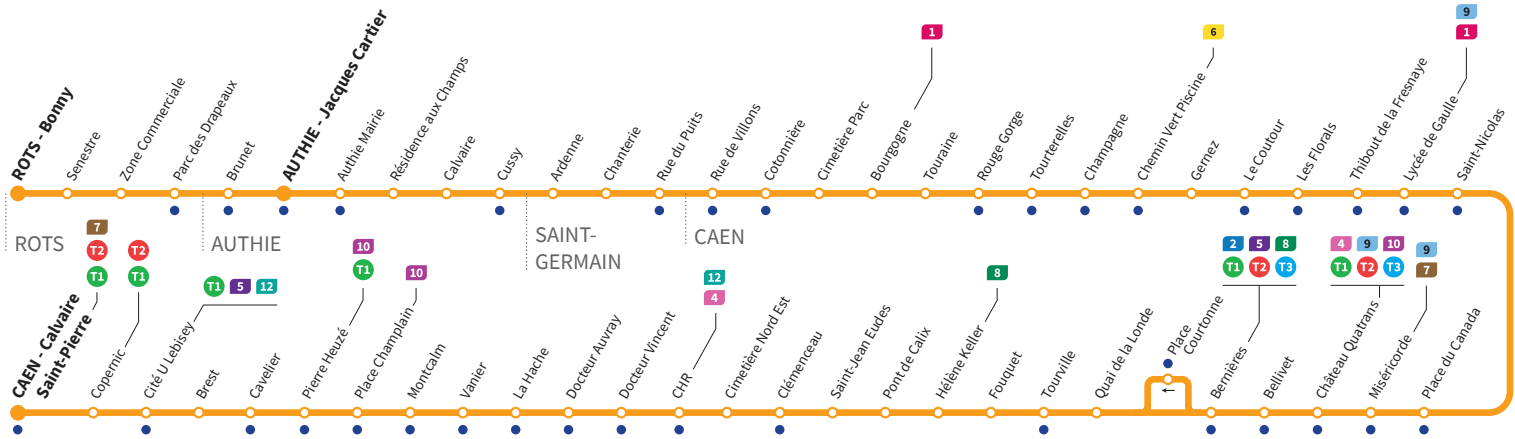 ROTS - Bonny
Senestre
Zone Commerciale
Parc des Drapeaux
Brunet
AUTHIE - Jacques Cartier
Authie Mairie
Résidence aux Champs
Calvaire
Cussy
Ardenne
Chanterie
Rue du Puits
Rue de Villons
Cotonnière
Cimetière Parc
Bourgogne
1
Touraine
Rouge Gorge
Tourterelles
Champagne
Chemin Vert Piscine
6
Gernez
Le Coutour
Les Florals
Thibout de la Fresnaye
Lycée de Gaulle
9
1
Saint-Nicolas
ROTS
AUTHIE
SAINT-
GERMAIN
CAEN
CAEN - Calvaire
Saint-Pierre
7
T2
T1
Copernic
T2
T1
Cité U Lebisey
T1 5 12
Brest
Cavelier
Pierre Heuzé
10
T1
Place Champlain
10
Montcalm
Vanier
La Hache
Docteur Auvray
Docteur Vincent
CHR
12
4
Cimetière Nord Est
Clémenceau
Saint-Jean Eudes
Pont de Calix
Hélène Keller
8
Fouquet
Tourville
Quai de la Londe
Place
Courtonne
Bernières
2 5 8
T1 T2 T3
Bellivet
Château Quatrans
4 9 10
T1 T2 T3
Miséricorde
9
7
Place du Canada